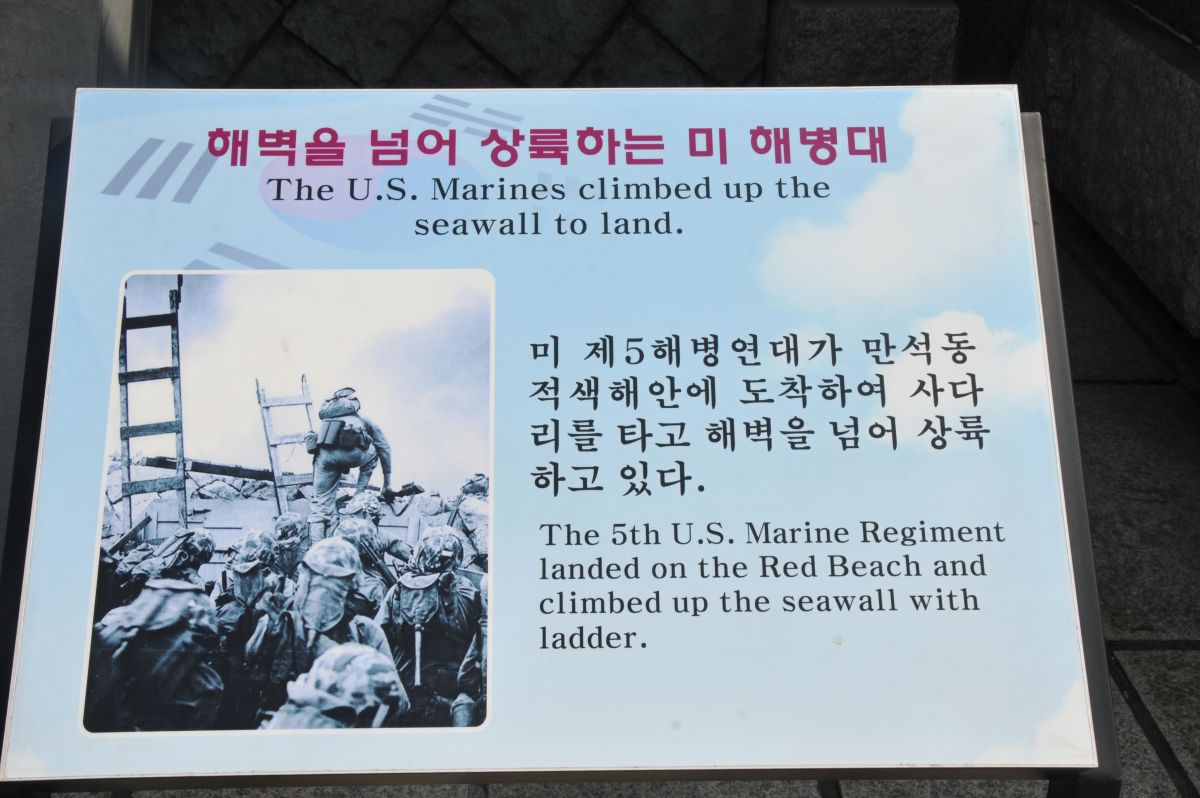 해벽을 넘어 상륙하는 미 해병대
The U.S. Marines climbed up the
seawall to land.
미 제5해병연대가 만석동
적색해안에 도착하여 사다
리를 타고 해벽을 넘어 상륙
하고 있다.
The 5th U.S. Marine Regiment
landed on the Red Beach and
climbed up the seawall with
ladder.